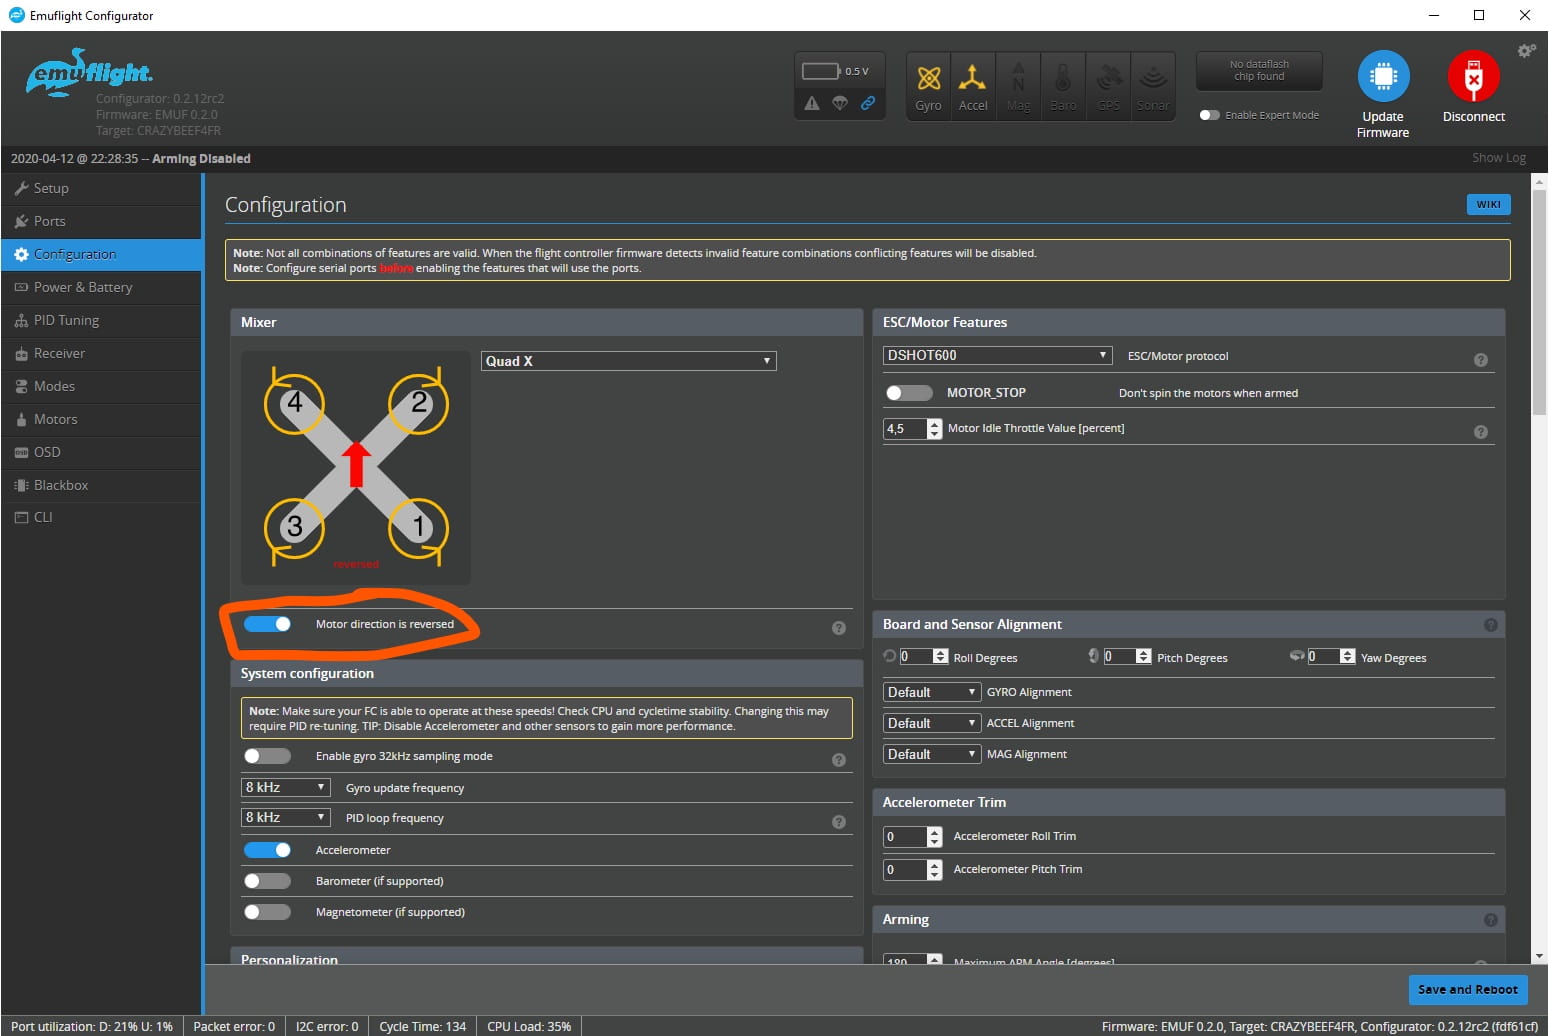 Emuflight Configurator
emuflight.
Configurator: 0.2.12rc2
Firmware: EMUF 0.2.0
Target: CRAZYBEEF4FR
0.5 V
Gyro
Accel
Mag
Baro
GPS
Sonar
No dataflash
chip found
Enable Expert Mode
Update
Firmware
Disconnect
2020-04-12 @ 22:28:35 -- Arming Disabled
Show Log
Setup
Ports
Configuration
Power & Battery
PID Tuning
Receiver
Modes
Motors
OSD
Blackbox
CLI
Configuration
WIKI
Note: Not all combinations of features are valid. When the flight controller firmware detects invalid feature combinations conflicting features will be disabled.
Note: Configure serial ports before enabling the features that will use the ports.
Mixer
Quad X
4
2
3
1
reversed
Motor direction is reversed
System configuration
Note: Make sure your FC is able to operate at these speeds! Check CPU and cycletime stability. Changing this may
require PID re-tuning. TIP: Disable Accelerometer and other sensors to gain more performance.
Enable gyro 32kHz sampling mode
8 kHz Gyro update frequency
8 kHz PID loop frequency
Accelerometer
Barometer (if supported)
Magnetometer (if supported)
Personalization
ESC/Motor Features
DSHOT600 ESC/Motor protocol
MOTOR_STOP Don't spin the motors when armed
4,5 Motor Idle Throttle Value [percent]
Board and Sensor Alignment
0 Roll Degrees 0 Pitch Degrees 0 Yaw Degrees
Default GYRO Alignment
Default ACCEL Alignment
Default MAG Alignment
Accelerometer Trim
0 Accelerometer Roll Trim
0 Accelerometer Pitch Trim
Arming
180 Maximum ARM Angle [degrees]
Save and Reboot
Port utilization: D: 21% U: 1% Packet error: 0 I2C error: 0 Cycle Time: 134 CPU Load: 35% Firmware: EMUF 0.2.0, Target: CRAZYBEEF4FR, Configurator: 0.2.12rc2 (fdf61cf)